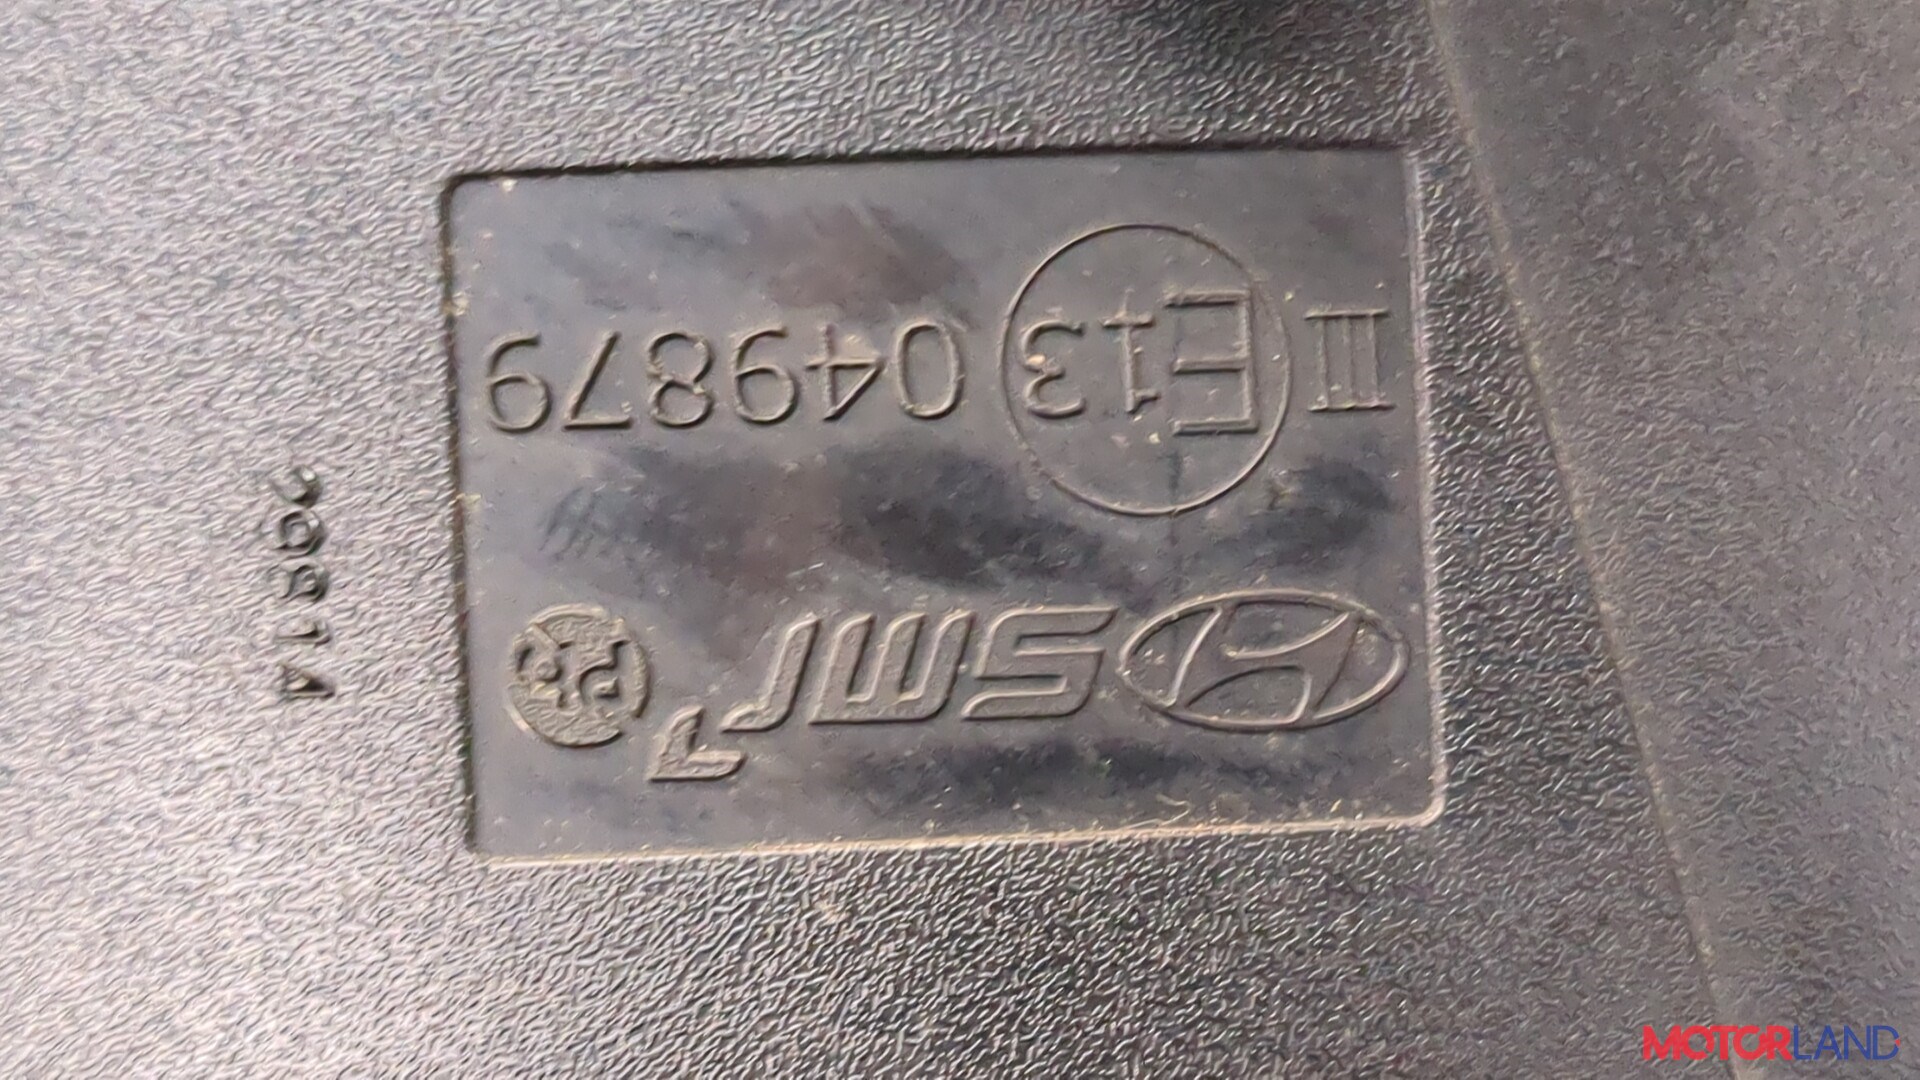 SMR
III E13 049879
MOTORLAND